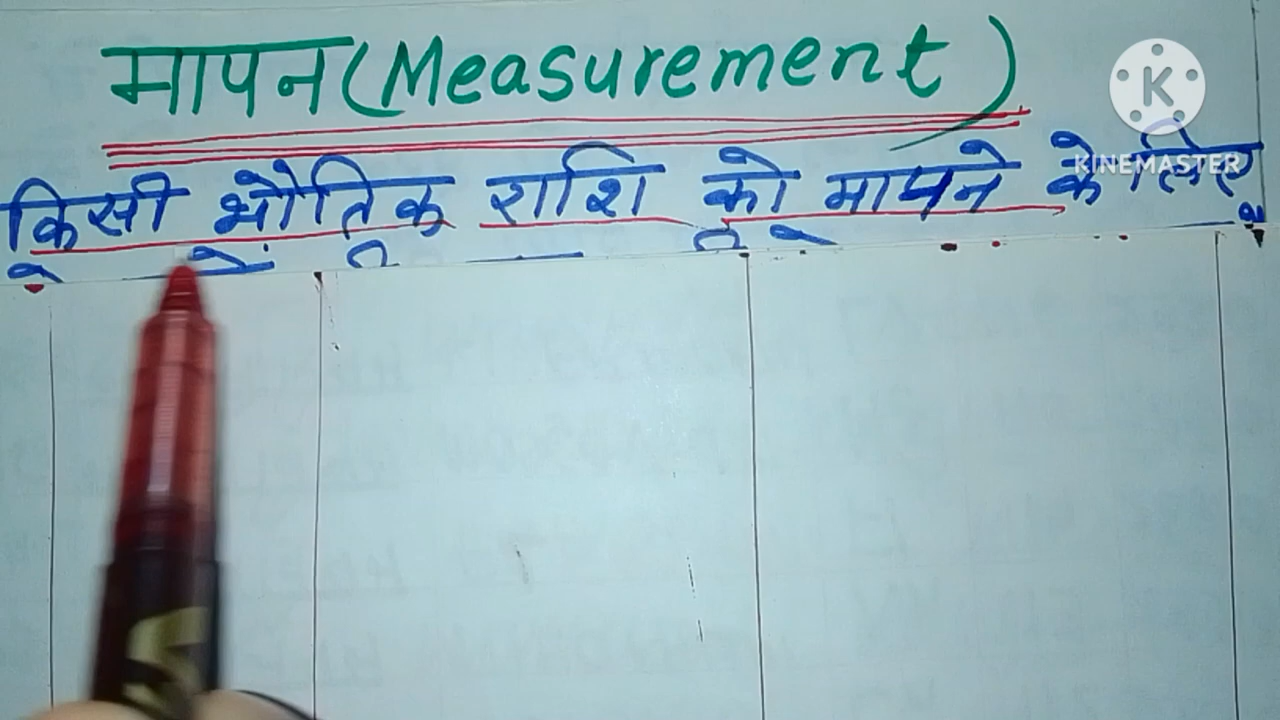 मापन (Measurement)
K
KINEMASTER
किसी भौतिक राशि को मापने के लिए